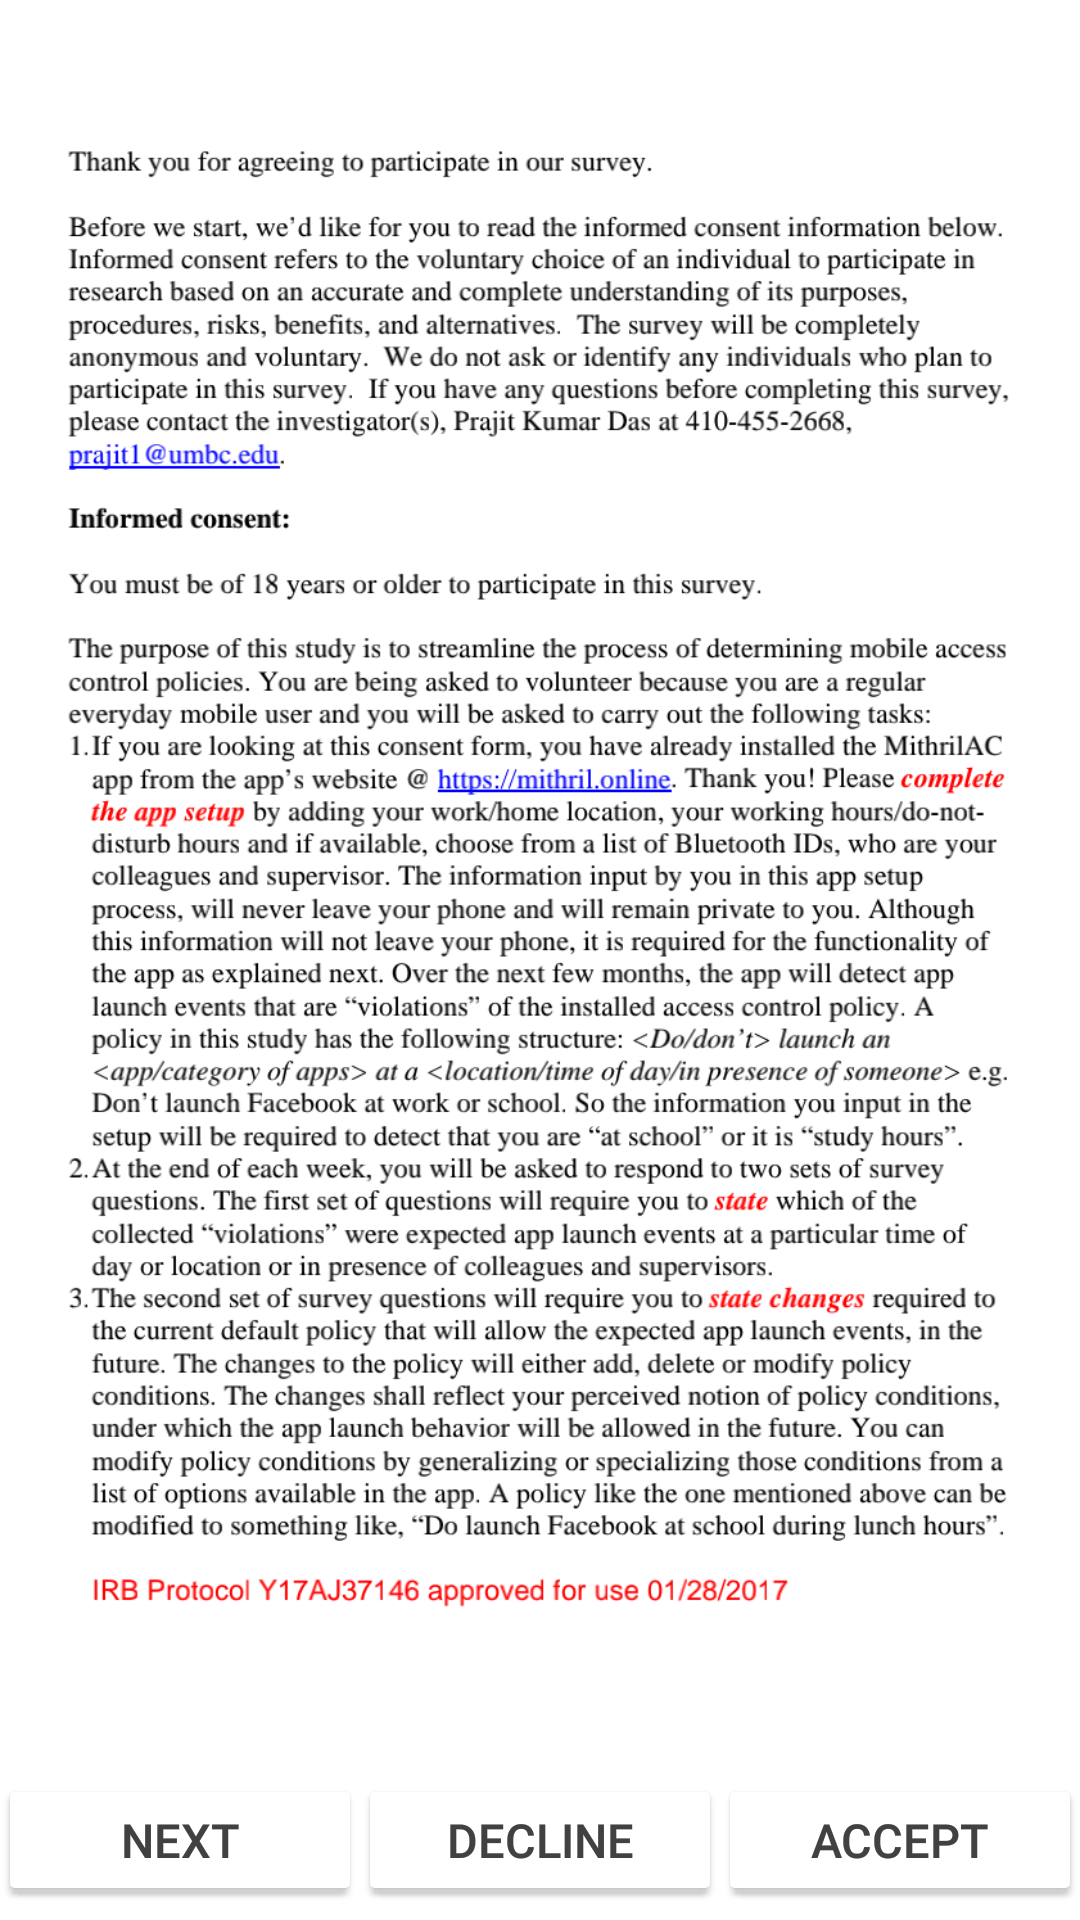 Thank you for agreeing to participate in our survey.
Before we start, we’d like for you to read the informed consent information below.
Informed consent refers to the voluntary choice of an individual to participate in
research based on an accurate and complete understanding of its purposes,
procedures, risks, benefits, and alternatives.  The survey will be completely
anonymous and voluntary.  We do not ask or identify any individuals who plan to
participate in this survey.  If you have any questions before completing this survey,
please contact the investigator(s), Prajit Kumar Das at 410-455-2668,
prajit1@umbc.edu.
Informed consent:
You must be of 18 years or older to participate in this survey.
The purpose of this study is to streamline the process of determining mobile access
control policies. You are being asked to volunteer because you are a regular
everyday mobile user and you will be asked to carry out the following tasks:
1. If you are looking at this consent form, you have already installed the MithrilAC
app from the app’s website @ https://mithril.online. Thank you! Please complete
the app setup by adding your work/home location, your working hours/do-not-
disturb hours and if available, choose from a list of Bluetooth IDs, who are your
colleagues and supervisor. The information input by you in this app setup
process, will never leave your phone and will remain private to you. Although
this information will not leave your phone, it is required for the functionality of
the app as explained next. Over the next few months, the app will detect app
launch events that are “violations” of the installed access control policy. A
policy in this study has the following structure: <Do/don’t> launch an
<app/category of apps> at a <location/time of day/in presence of someone> e.g.
Don’t launch Facebook at work or school. So the information you input in the
setup will be required to detect that you are “at school” or it is “study hours”.
2. At the end of each week, you will be asked to respond to two sets of survey
questions. The first set of questions will require you to state which of the
collected “violations” were expected app launch events at a particular time of
day or location or in presence of colleagues and supervisors.
3. The second set of survey questions will require you to state changes required to
the current default policy that will allow the expected app launch events, in the
future. The changes to the policy will either add, delete or modify policy
conditions. The changes shall reflect your perceived notion of policy conditions,
under which the app launch behavior will be allowed in the future. You can
modify policy conditions by generalizing or specializing those conditions from a
list of options available in the app. A policy like the one mentioned above can be
modified to something like, “Do launch Facebook at school during lunch hours”.
IRB Protocol Y17AJ37146 approved for use 01/28/2017
NEXT
DECLINE
ACCEPT